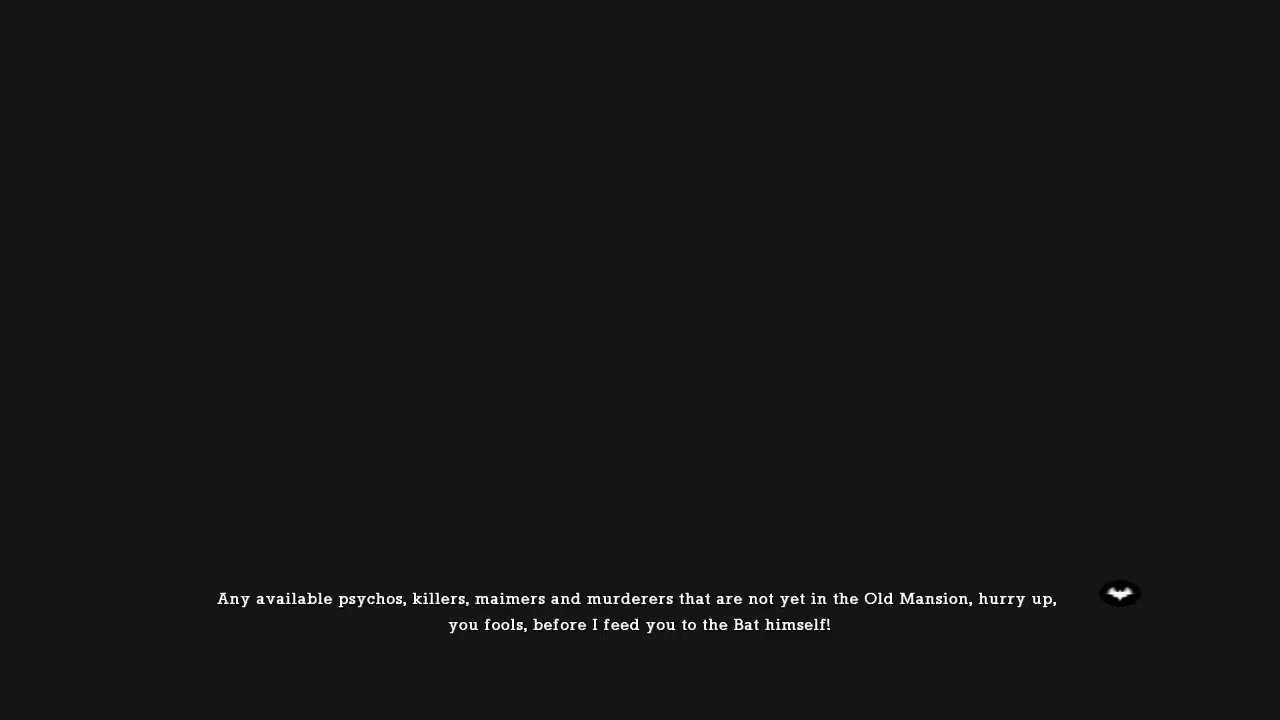 Any available psychos, killers, maimers and murderers that are not yet in the Old Mansion, hurry up,
you fools, before I feed you to the Bat himself!